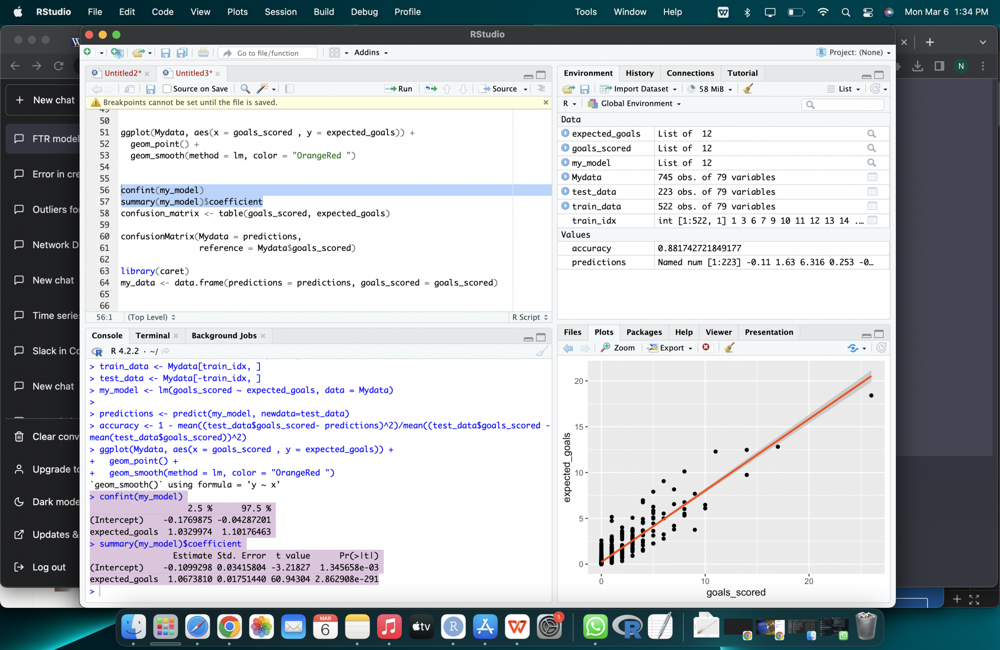 RStudio File Edit Code View Plots Session Build Debug Profile Tools Window Help Mon Mar 6 1:34 PM
RStudio
Go to file/function Addins Project: (None)
New chat
FTR model
Error in cre
Outliers for
Network D
New chat
Time series
Slack in Co
New chat
Clear conv
Upgrade to
Dark mode
Updates &
Log out
N
Untitled2* Untitled3*
Source on Save Run Source
Breakpoints cannot be set until the file is saved.
49
50
51 ggplot(Mydata, aes(x = goals_scored , y = expected_goals)) +
52 geom_point() +
53 geom_smooth(method = lm, color = "OrangeRed ")
54
55
56 confint(my_model)
57 summary(my_model)$coefficient
58 confusion_matrix <- table(goals_scored, expected_goals)
59
60 confusionMatrix(Mydata = predictions,
61 reference = Mydata$goals_scored)
62
63 library(caret)
64 my_data <- data.frame(predictions = predictions, goals_scored = goals_scored)
65
66
56:1 (Top Level) R Script
Console Terminal Background Jobs
R 4.2.2 · ~/
> train_data <- Mydata[train_idx, ]
> test_data <- Mydata[-train_idx, ]
> my_model <- lm(goals_scored ~ expected_goals, data = Mydata)
>
> predictions <- predict(my_model, newdata=test_data)
> accuracy <- 1 - mean((test_data$goals_scored- predictions)^2)/mean((test_data$goals_scored -
mean(test_data$goals_scored))^2)
> ggplot(Mydata, aes(x = goals_scored , y = expected_goals)) +
+ geom_point() +
+ geom_smooth(method = lm, color = "OrangeRed ")
`geom_smooth()` using formula = 'y ~ x'
> confint(my_model)
2.5 % 97.5 %
(Intercept) -0.1769875 -0.04287201
expected_goals 1.0329974 1.10176463
> summary(my_model)$coefficient
Estimate Std. Error t value Pr(>|t|)
(Intercept) -0.1099298 0.03415804 -3.21827 1.345658e-03
expected_goals 1.0673810 0.01751440 60.94304 2.862908e-291
>
Environment History Connections Tutorial
Import Dataset 58 MiB List
R Global Environment
Data
expected_goals List of 12
goals_scored List of 12
my_model List of 12
Mydata 745 obs. of 79 variables
test_data 223 obs. of 79 variables
train_data 522 obs. of 79 variables
train_idx int [1:522, 1] 1 3 6 7 9 10 11 12 13 14 ...
Values
accuracy 0.881742721849177
predictions Named num [1:223] -0.11 1.63 6.316 0.253 -0...
Files Plots Packages Help Viewer Presentation
Zoom Export
20
15
10
5
0
expected_goals
0 10 20
goals_scored
MAR
6
tv
R
1
R